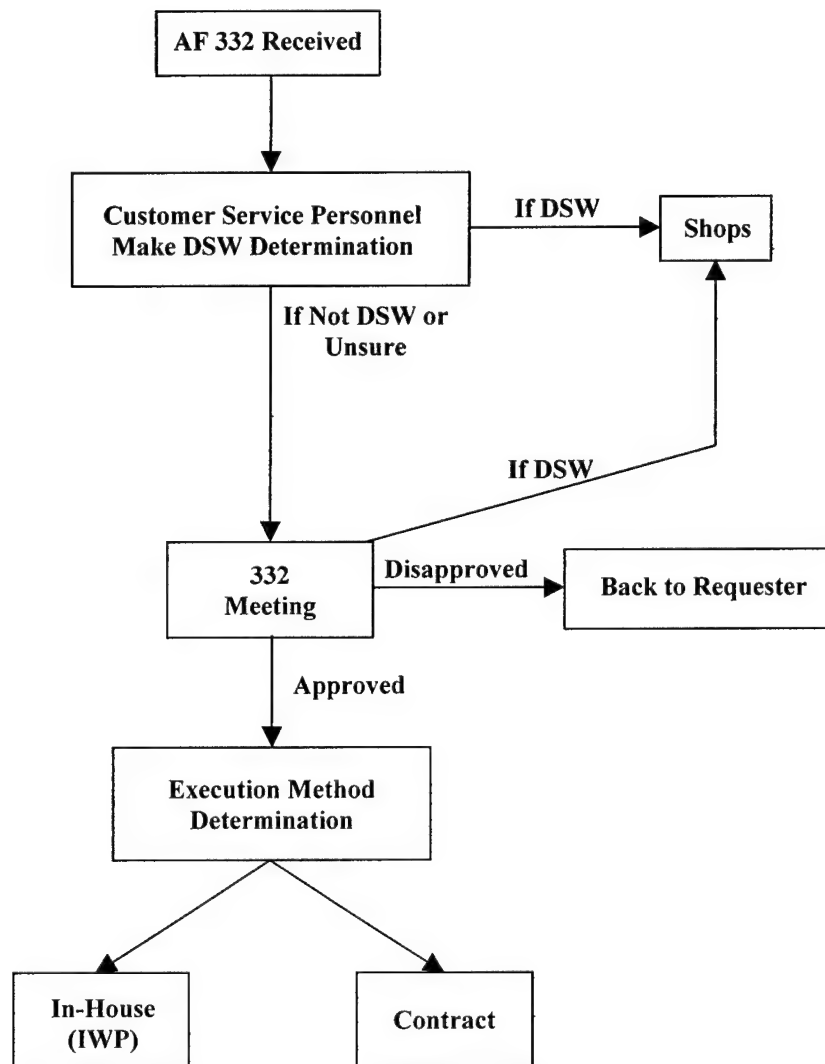 AF 332 Received
Customer Service Personnel
Make DSW Determination
If DSW
Shops
If Not DSW or
Unsure
If DSW
332
Meeting
Disapproved
Back to Requester
Approved
Execution Method
Determination
In-House
(IWP)
Contract